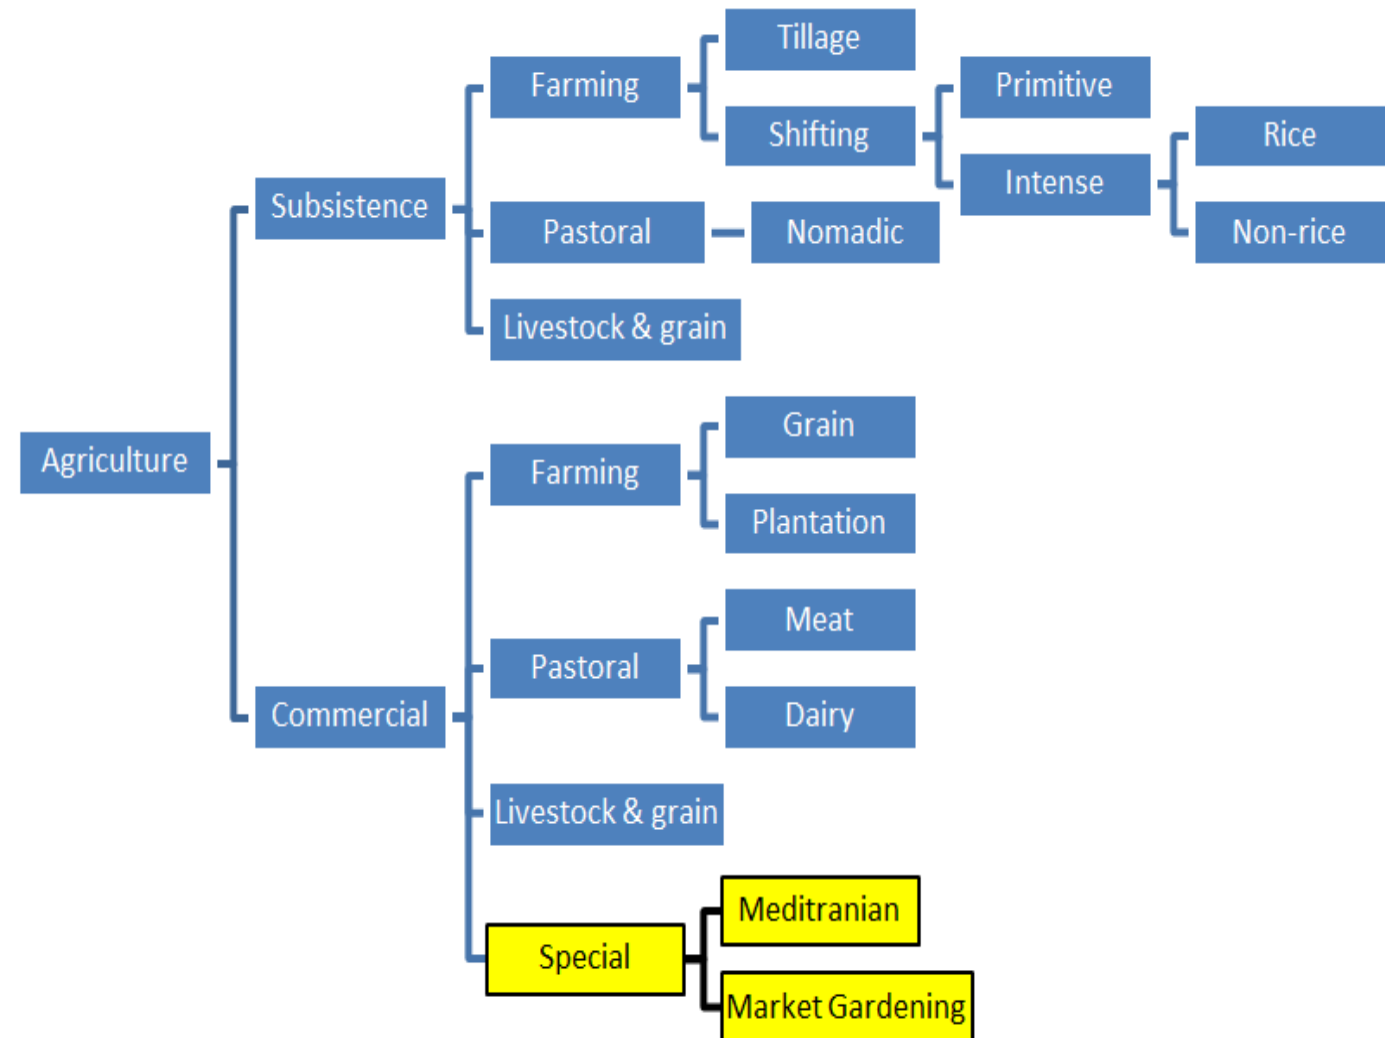 Agriculture
Subsistence
Farming
Tillage
Shifting
Primitive
Intense
Rice
Non-rice
Pastoral
Nomadic
Livestock & grain
Commercial
Farming
Grain
Plantation
Pastoral
Meat
Dairy
Livestock & grain
Special
Meditranian
Market Gardening